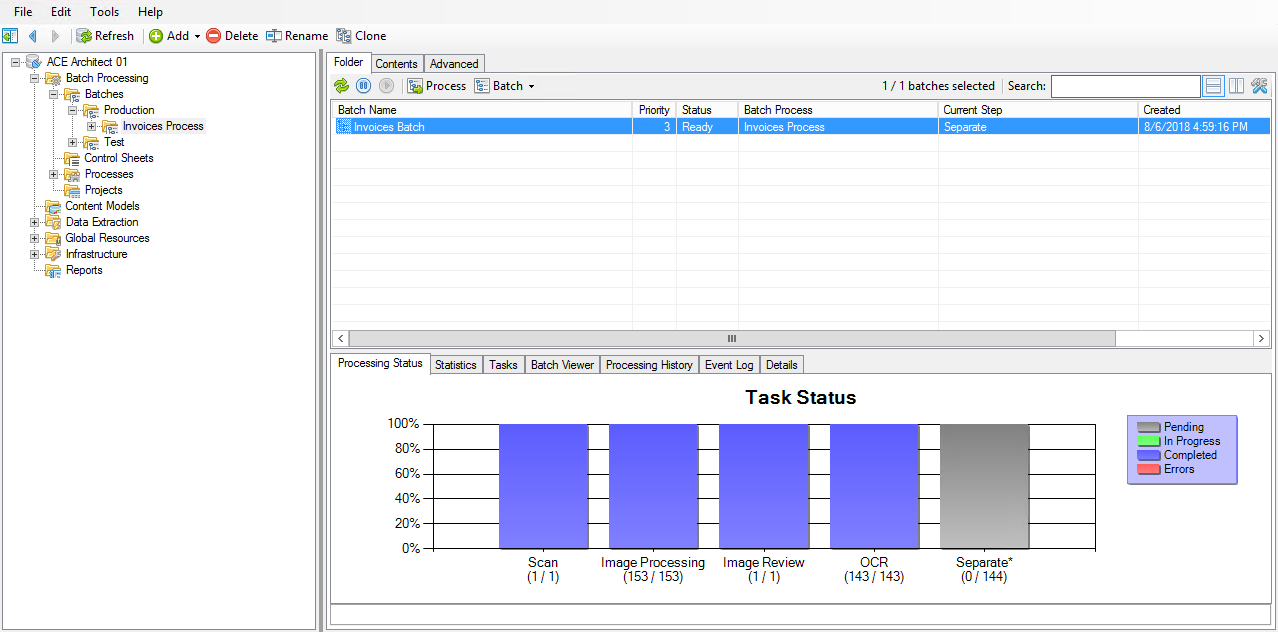 File Edit Tools Help
Refresh Add Delete Rename Clone
ACE Architect 01
Batch Processing
Batches
Production
Invoices Process
Test
Control Sheets
Processes
Projects
Content Models
Data Extraction
Global Resources
Infrastructure
Reports
Folder Contents Advanced
Process Batch 1 / 1 batches selected Search:
Batch Name Priority Status Batch Process Current Step Created
Invoices Batch 3 Ready Invoices Process Separate 8/6/2018 4:59:16 PM
Processing Status Statistics Tasks Batch Viewer Processing History Event Log Details
Task Status
100%
80%
60%
40%
20%
0%
Scan Image Processing Image Review OCR Separate*
(1 / 1) (153 / 153) (1 / 1) (143 / 143) (0 / 144)
Pending
In Progress
Completed
Errors